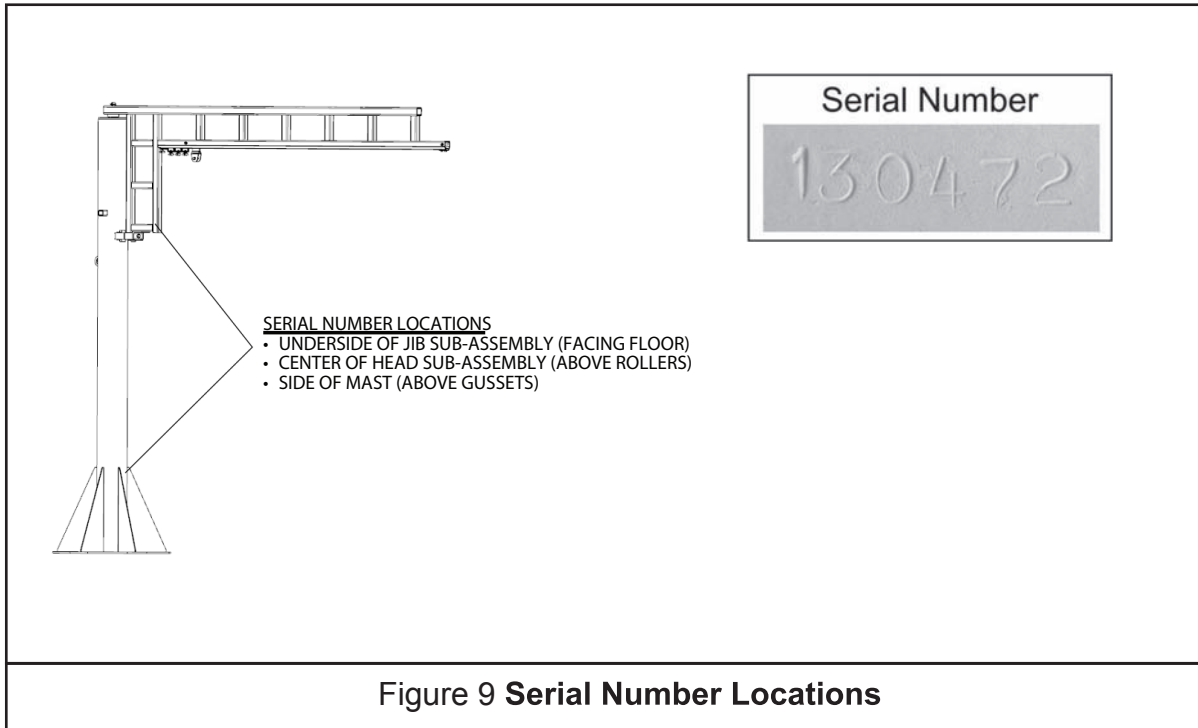 Serial Number
130472
SERIAL NUMBER LOCATIONS
• UNDERSIDE OF JIB SUB-ASSEMBLY (FACING FLOOR)
• CENTER OF HEAD SUB-ASSEMBLY (ABOVE ROLLERS)
• SIDE OF MAST (ABOVE GUSSETS)
Figure 9 Serial Number Locations